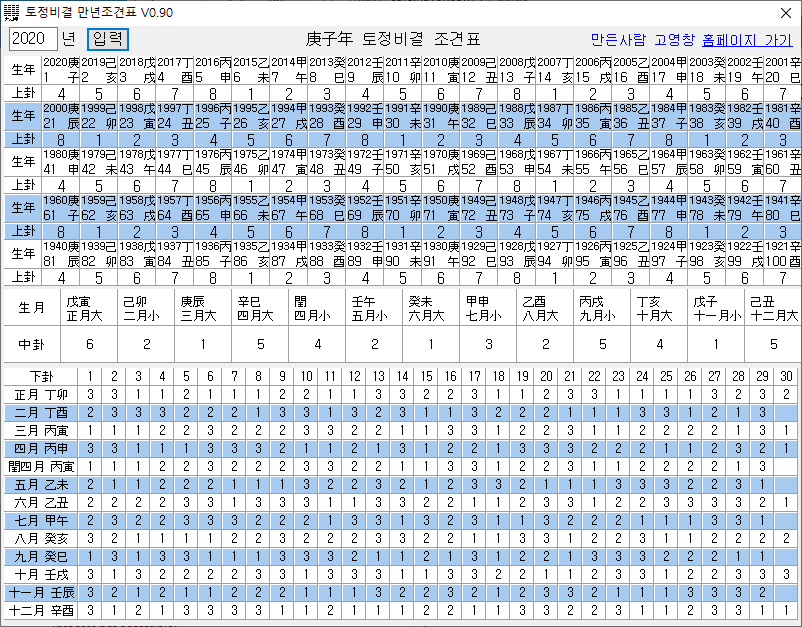 토정비결 만년조견표 V0.90
2020 년 입력 庚子年 토정비결 조견표 만든사람 고영창 홈페이지 가기
生年 2020庚 2019己 2018戊 2017丁 2016丙 2015乙 2014甲 2013癸 2012壬 2011辛 2010庚 2009己 2008戊 2007丁 2006丙 2005乙 2004甲 2003癸 2002壬 2001辛
1 子 2 亥 3 戌 4 酉 5 申 6 未 7 午 8 巳 9 辰 10 卯 11 寅 12 丑 13 子 14 亥 15 戌 16 酉 17 申 18 未 19 午 20 巳
上卦 4 5 6 7 8 1 2 3 4 5 6 7 8 1 2 3 4 5 6 7
生年 2000庚 1999己 1998戊 1997丁 1996丙 1995乙 1994甲 1993癸 1992壬 1991辛 1990庚 1989己 1988戊 1987丁 1986丙 1985乙 1984甲 1983癸 1982壬 1981辛
21 辰 22 卯 23 寅 24 丑 25 子 26 亥 27 戌 28 酉 29 申 30 未 31 午 32 巳 33 辰 34 卯 35 寅 36 丑 37 子 38 亥 39 戌 40 酉
上卦 8 1 2 3 4 5 6 7 8 1 2 3 4 5 6 7 8 1 2 3
生年 1980庚 1979己 1978戊 1977丁 1976丙 1975乙 1974甲 1973癸 1972壬 1971辛 1970庚 1969己 1968戊 1967丁 1966丙 1965乙 1964甲 1963癸 1962壬 1961辛
41 申 42 未 43 午 44 巳 45 辰 46 卯 47 寅 48 丑 49 子 50 亥 51 戌 52 酉 53 申 54 未 55 午 56 巳 57 辰 58 卯 59 寅 60 丑
上卦 4 5 6 7 8 1 2 3 4 5 6 7 8 1 2 3 4 5 6 7
生年 1960庚 1959己 1958戊 1957丁 1956丙 1955乙 1954甲 1953癸 1952壬 1951辛 1950庚 1949己 1948戊 1947丁 1946丙 1945乙 1944甲 1943癸 1942壬 1941辛
61 子 62 亥 63 戌 64 酉 65 申 66 未 67 午 68 巳 69 辰 70 卯 71 寅 72 丑 73 子 74 亥 75 戌 76 酉 77 申 78 未 79 午 80 巳
上卦 8 1 2 3 4 5 6 7 8 1 2 3 4 5 6 7 8 1 2 3
生年 1940庚 1939己 1938戊 1937丁 1936丙 1935乙 1934甲 1933癸 1932壬 1931辛 1930庚 1929己 1928戊 1927丁 1926丙 1925乙 1924甲 1923癸 1922壬 1921辛
81 辰 82 卯 83 寅 84 丑 85 子 86 亥 87 戌 88 酉 89 申 90 未 91 午 92 巳 93 辰 94 卯 95 寅 96 丑 97 子 98 亥 99 戌 100酉
上卦 4 5 6 7 8 1 2 3 4 5 6 7 8 1 2 3 4 5 6 7
生月 戊寅 己卯 庚辰 辛巳 閏 壬午 癸未 甲申 乙酉 丙戌 丁亥 戊子 己丑
正月大 二月小 三月大 四月大 四月小 五月小 六月大 七月小 八月大 九月小 十月大 十一月小 十二月大
中卦 6 2 1 5 4 2 1 3 2 5 4 1 5
下卦 1 2 3 4 5 6 7 8 9 10 11 12 13 14 15 16 17 18 19 20 21 22 23 24 25 26 27 28 29 30
正月 丁卯 3 3 1 1 2 1 1 1 2 2 1 1 3 3 2 2 3 1 2 2 2 3 3 1 1 1 1 2 3 2
二月 丁酉 2 3 3 3 2 2 2 1 3 3 1 3 2 3 1 1 3 2 2 2 1 1 1 3 3 1 2 1 3
三月 丙寅 1 1 1 2 2 3 2 2 2 3 3 2 2 1 1 3 3 1 2 1 1 2 2 3 3 3 1 2 3 1
四月 丙申 3 3 1 1 1 3 3 3 2 1 1 2 1 3 1 2 2 1 3 3 3 2 2 2 1 1 2 3 2 1
閏四月 丙寅 1 1 1 2 2 3 2 2 2 3 3 2 2 1 1 3 3 1 2 2 3 1 1 2 2 2 2 1 3
五月 乙未 2 1 1 2 2 2 1 1 1 3 2 2 3 2 1 2 3 3 2 1 1 1 3 3 3 2 2 3 1
六月 乙丑 2 2 2 2 3 3 1 3 3 3 1 1 3 3 2 2 1 1 2 3 3 1 2 2 3 3 3 3 2 1
七月 甲午 2 3 2 2 3 3 3 2 2 2 1 3 3 1 3 2 3 1 1 3 2 2 2 1 1 1 3 3 1
八月 癸亥 3 2 1 1 1 1 2 2 3 2 2 2 3 3 2 2 1 1 3 3 1 2 2 3 1 1 2 2 2 2
九月 癸巳 1 3 1 3 1 1 2 1 1 3 3 2 1 1 2 1 3 1 2 1 1 3 3 3 2 2 2 1 1
十月 壬戌 3 1 3 2 2 2 2 3 3 1 3 3 3 1 1 3 3 2 2 1 1 2 3 2 2 3 1 2 3 3 3
十一月 壬辰 3 2 1 2 1 1 2 2 2 1 1 1 3 2 2 3 2 1 2 3 3 2 1 1 1 3 3 3 2
十二月 辛酉 3 1 2 1 3 3 3 3 1 1 2 1 1 1 2 2 1 1 3 3 2 2 3 1 1 2 3 3 1 1